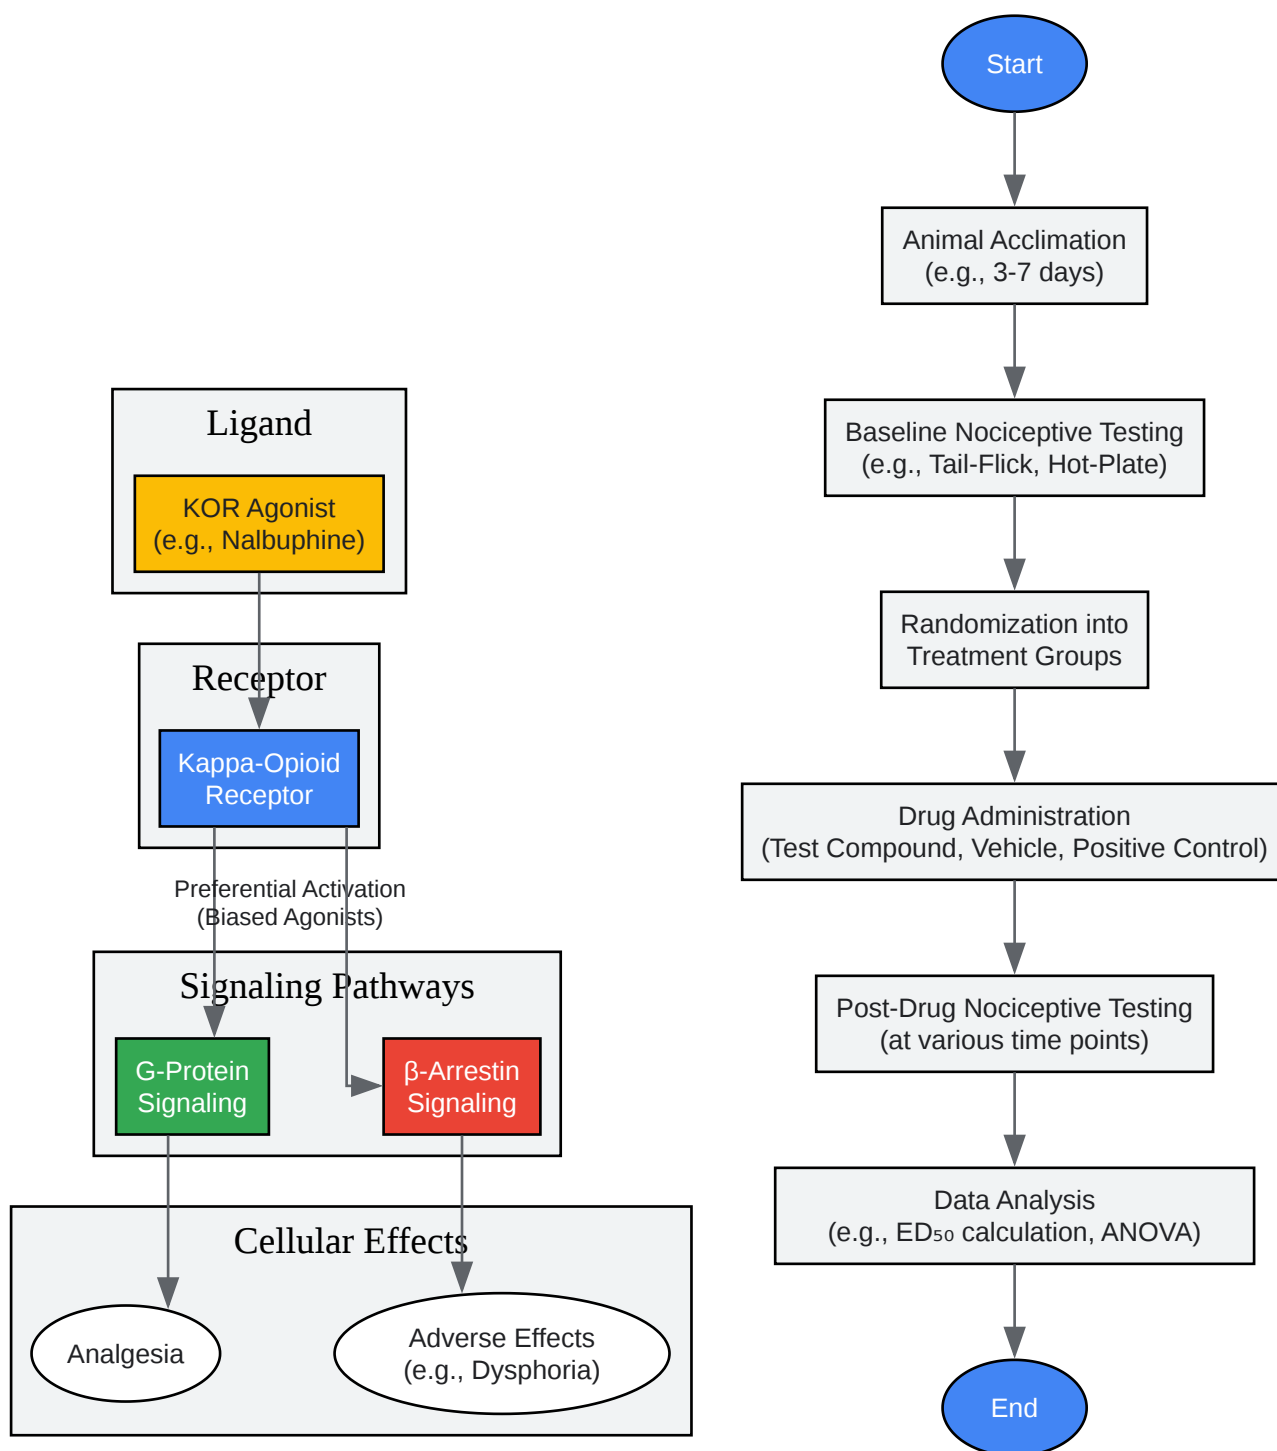 Ligand
KOR Agonist
(e.g., Nalbuphine)
Receptor
Kappa-Opioid
Receptor
Preferential Activation
(Biased Agonists)
Signaling Pathways
G-Protein
Signaling
β-Arrestin
Signaling
Cellular Effects
Analgesia
Adverse Effects
(e.g., Dysphoria)
Start
Animal Acclimation
(e.g., 3-7 days)
Baseline Nociceptive Testing
(e.g., Tail-Flick, Hot-Plate)
Randomization into
Treatment Groups
Drug Administration
(Test Compound, Vehicle, Positive Control)
Post-Drug Nociceptive Testing
(at various time points)
Data Analysis
(e.g., ED₅₀ calculation, ANOVA)
End